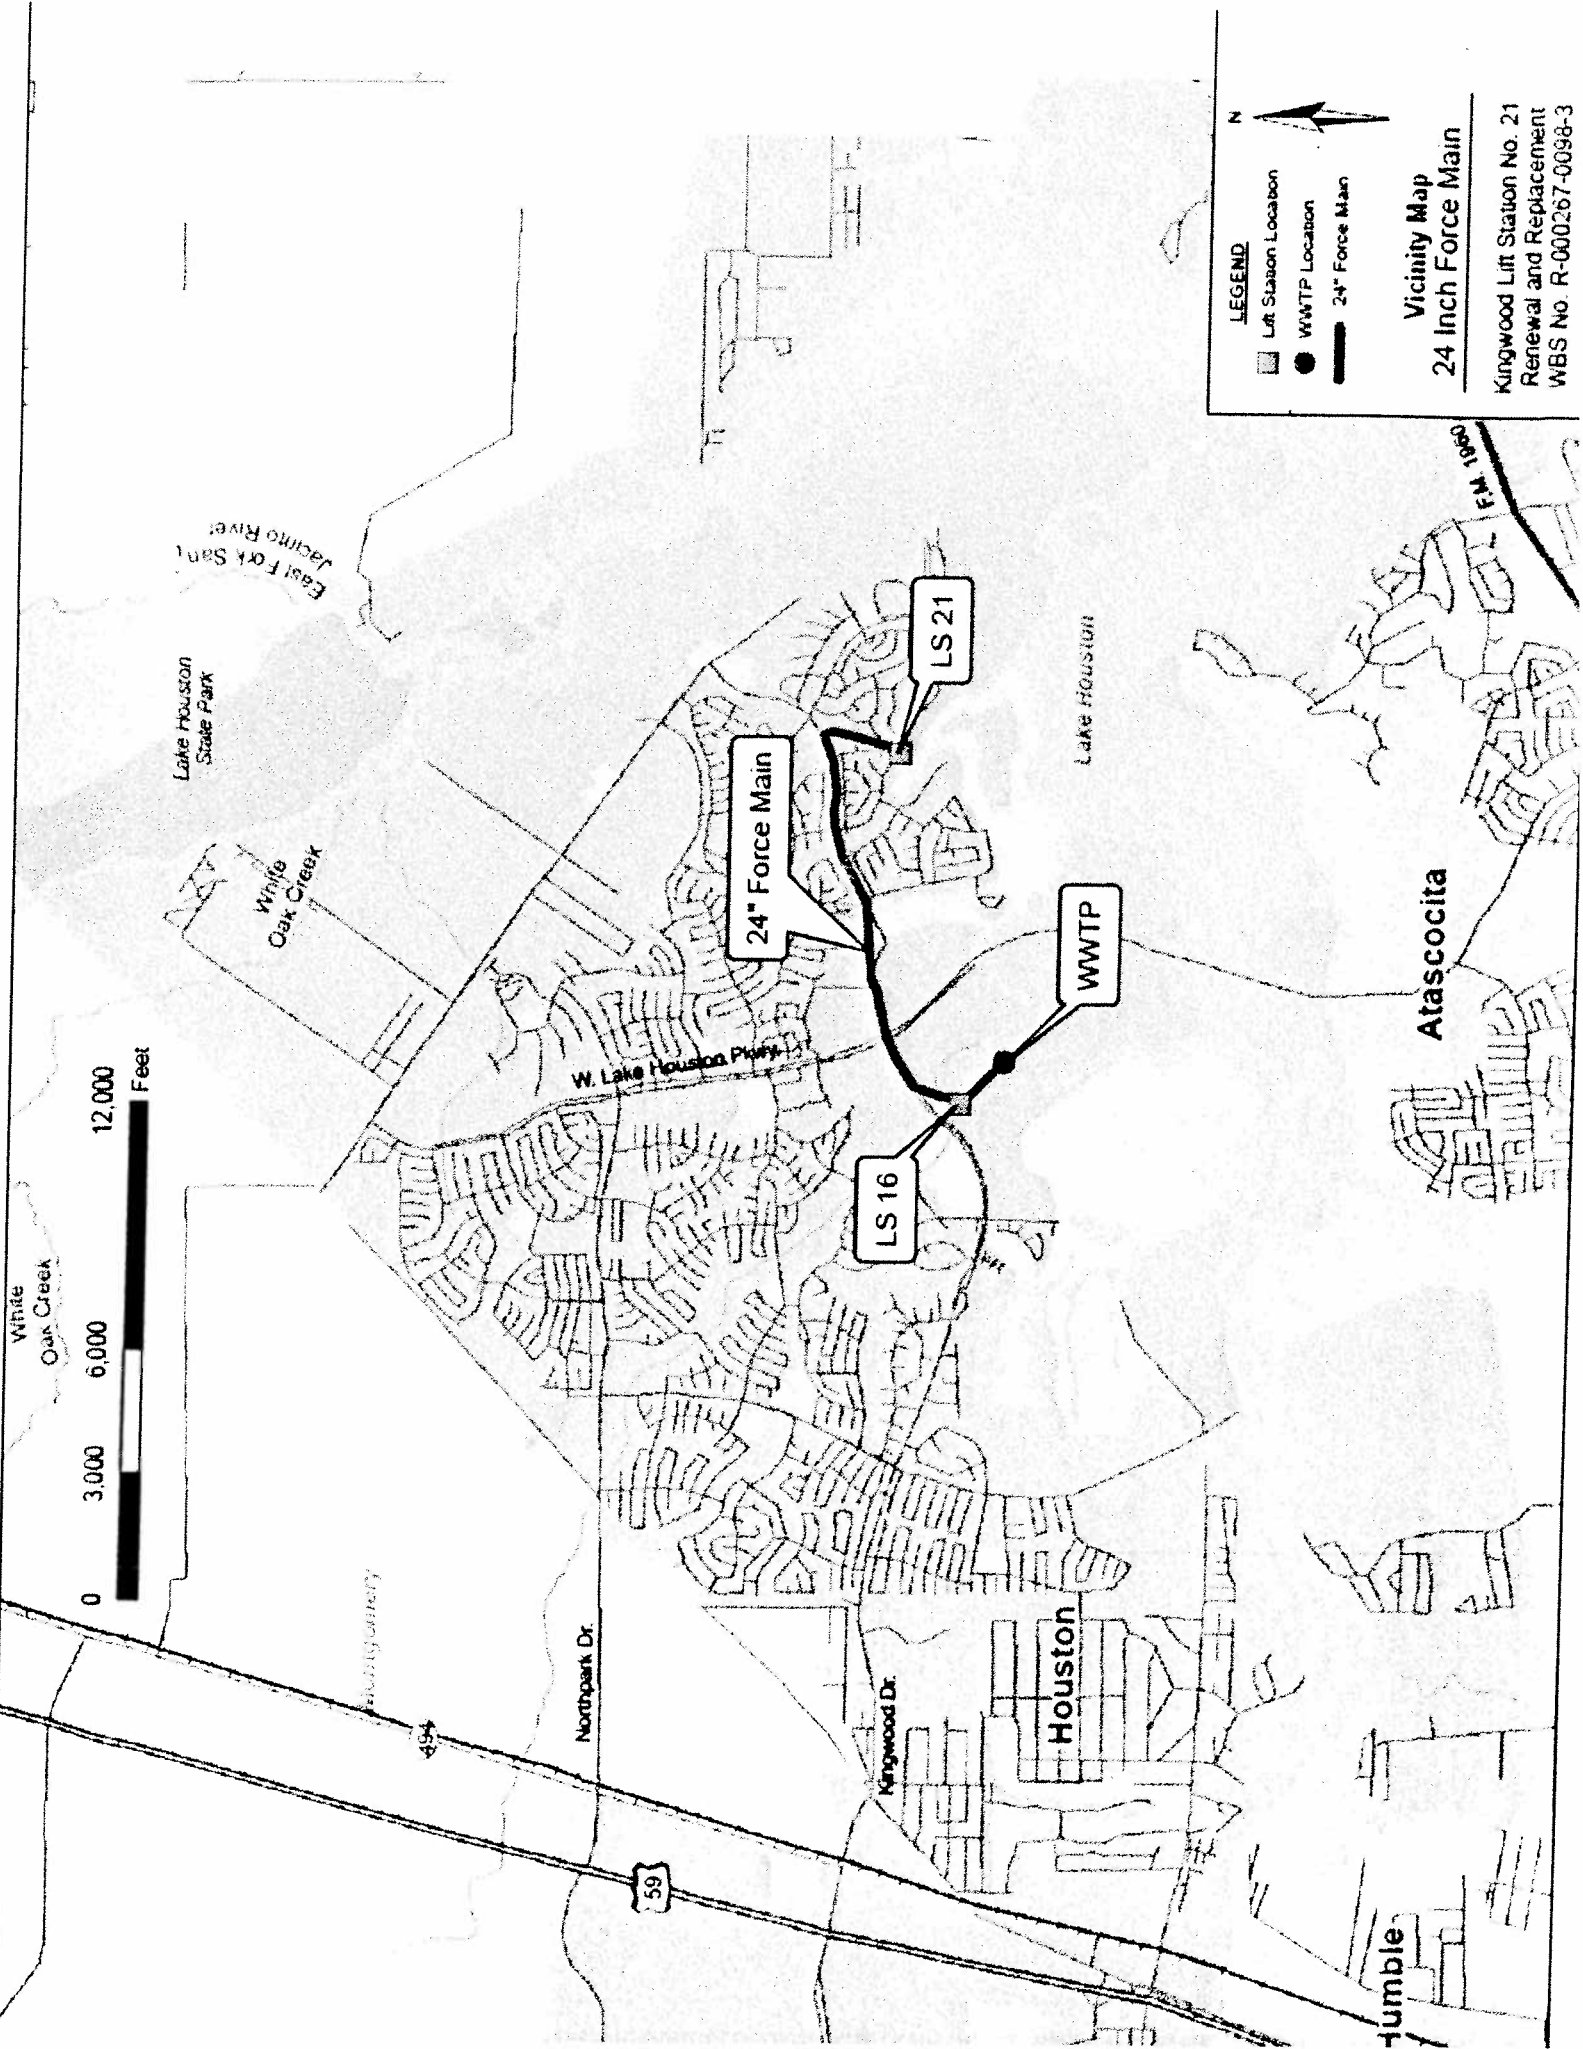 White
Oak Creek
0
3,000
6,000
12,000
Feet
Lake Houston
State Park
East Fork San
Jacinto River
White
Oak Creek
Montgomery
494
59
Northpark Dr.
Kingwood Dr.
W. Lake Houston Pkwy.
24" Force Main
LS 21
LS 16
WWTP
Lake Houston
Houston
Atascocita
F.M. 1960
LEGEND
N
Lift Station Location
WWTP Location
24" Force Main
Vicinity Map
24 Inch Force Main
Kingwood Lift Station No. 21
Renewal and Replacement
WBS No. R-000267-0098-3